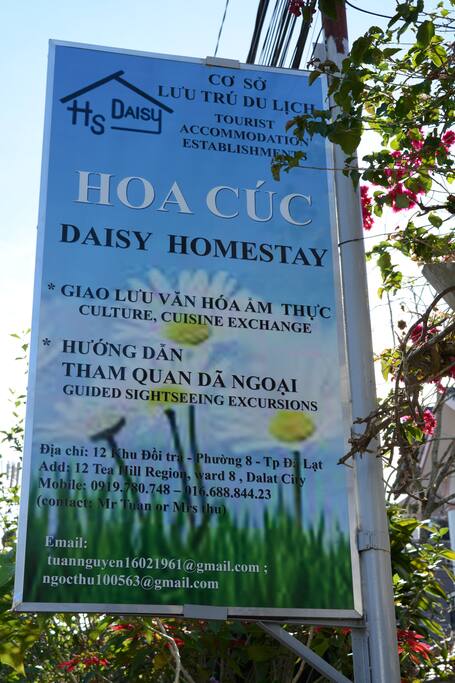 HS DAISY
CƠ SỞ
LƯU TRÚ DU LỊCH
TOURIST
ACCOMMODATION
ESTABLISHMENT
HOA CÚC
DAISY HOMESTAY
* GIAO LƯU VĂN HÓA ẨM THỰC
CULTURE, CUISINE EXCHANGE
* HƯỚNG DẪN
THAM QUAN DÃ NGOẠI
GUIDED SIGHTSEEING EXCURSIONS
Địa chỉ: 12 Khu Đồi trà - Phường 8 - Tp Đà Lạt
Add: 12 Tea Hill Region, ward 8 , Dalat City
Mobile: 0919.780.748 – 016.688.844.23
(contact: Mr Tuan or Mrs thu)
Email:
tuannguyen16021961@gmail.com ;
ngocthu100563@gmail.com